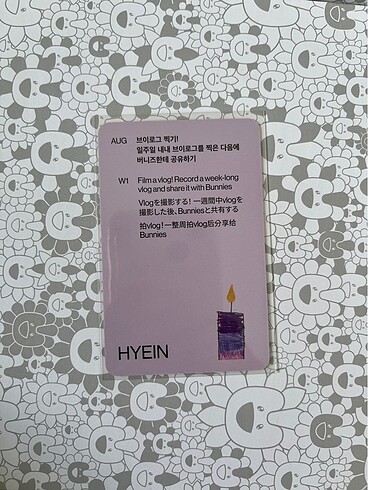 AUG 브이로그 찍기!
일주일 내내 브이로그를 찍은 다음에
버니즈한테 공유하기
W1 Film a vlog! Record a week-long
vlog and share it with Bunnies
Vlogを撮影する！一週間中vlogを
撮影した後、Bunniesと共有する
拍vlog！一整周拍vlog后分享给
Bunnies
HYEIN